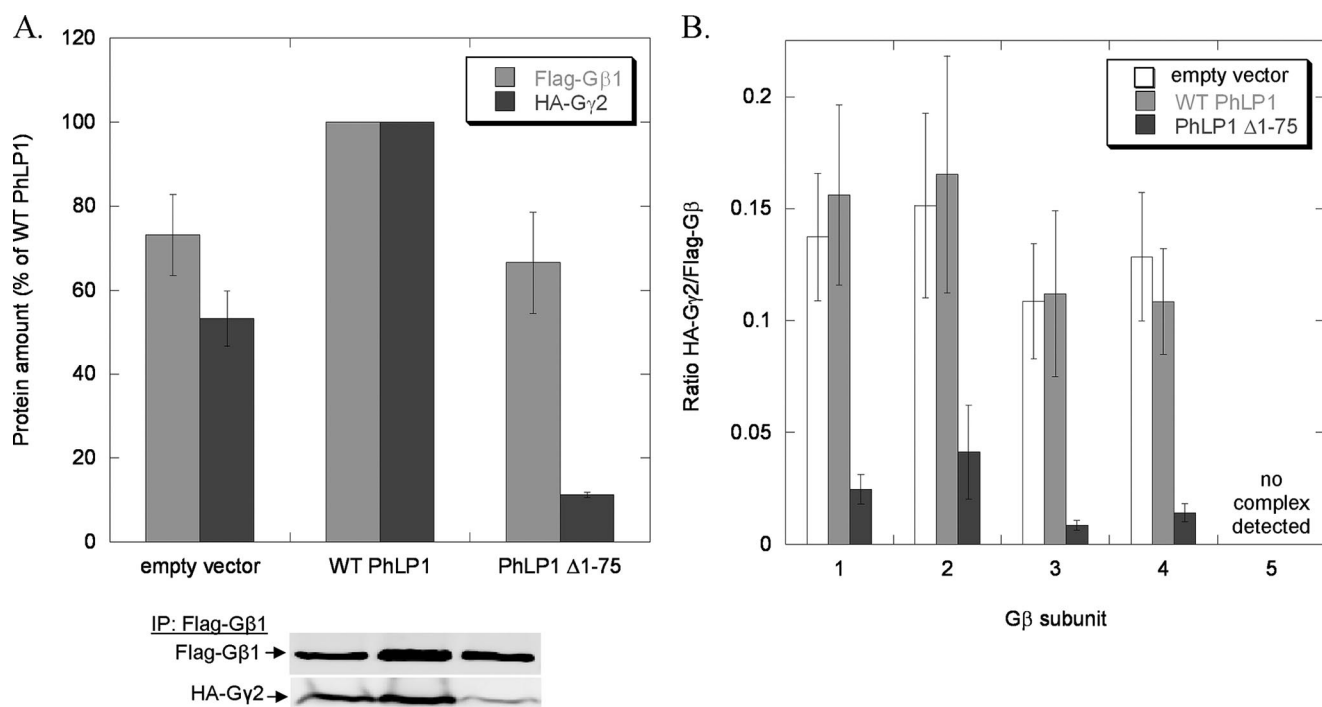 A.
Protein amount (% of WT PhLP1)
120
100
80
60
40
20
0
Flag-Gβ1
HA-Gγ2
empty vector
WT PhLP1
PhLP1 Δ1-75
IP: Flag-Gβ1
Flag-Gβ1
HA-Gγ2
B.
Ratio HA-Gγ2/Flag-Gβ
0.2
0.15
0.1
0.05
0
empty vector
WT PhLP1
PhLP1 Δ1-75
no
complex
detected
1 2 3 4 5
Gβ subunit